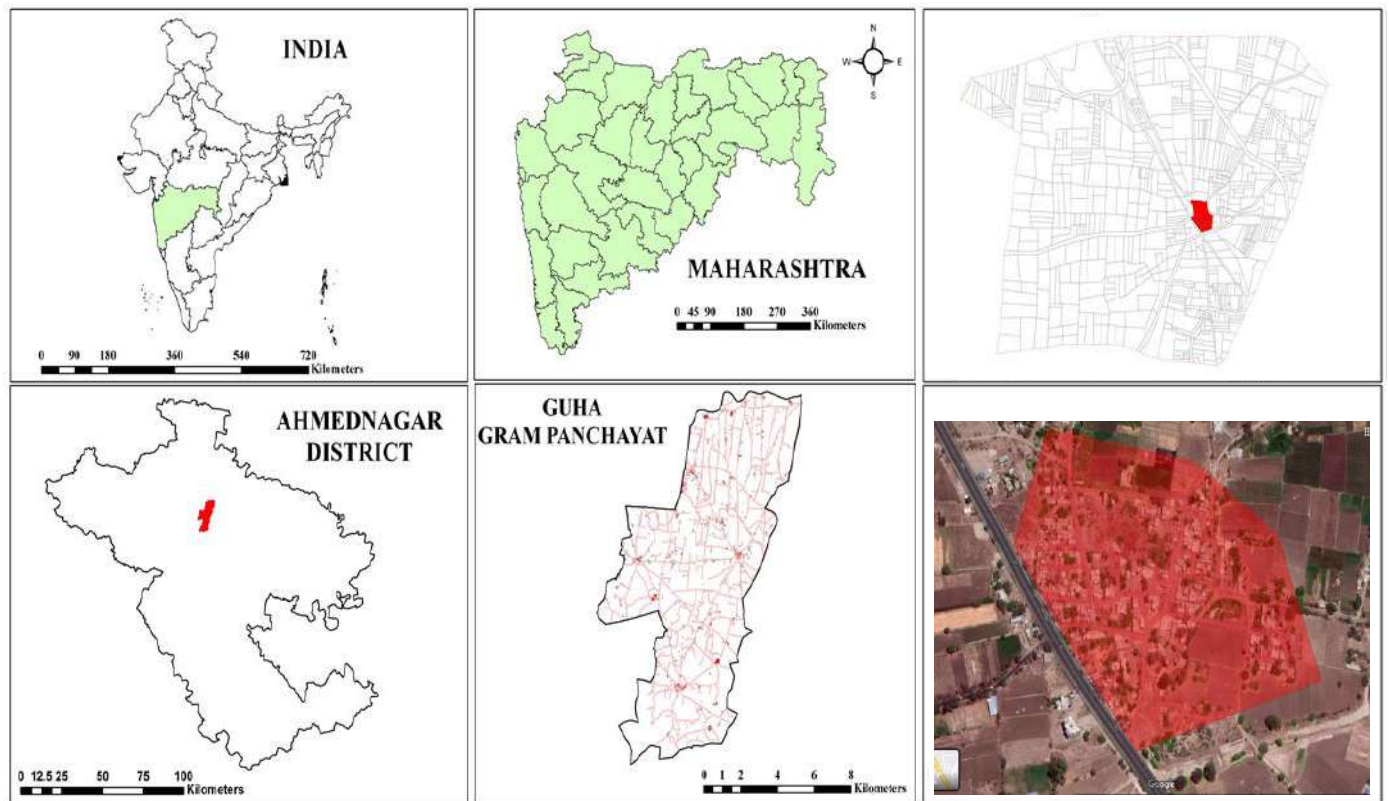 INDIA
0 90 180 360 540 720
Kilometers
N
W E
S
MAHARASHTRA
0 45 90 180 270 360
Kilometers
AHMEDNAGAR
DISTRICT
0 12.5 25 50 75 100
Kilometers
GUHA
GRAM PANCHAYAT
0 1 2 4 6 8
Kilometers
Google